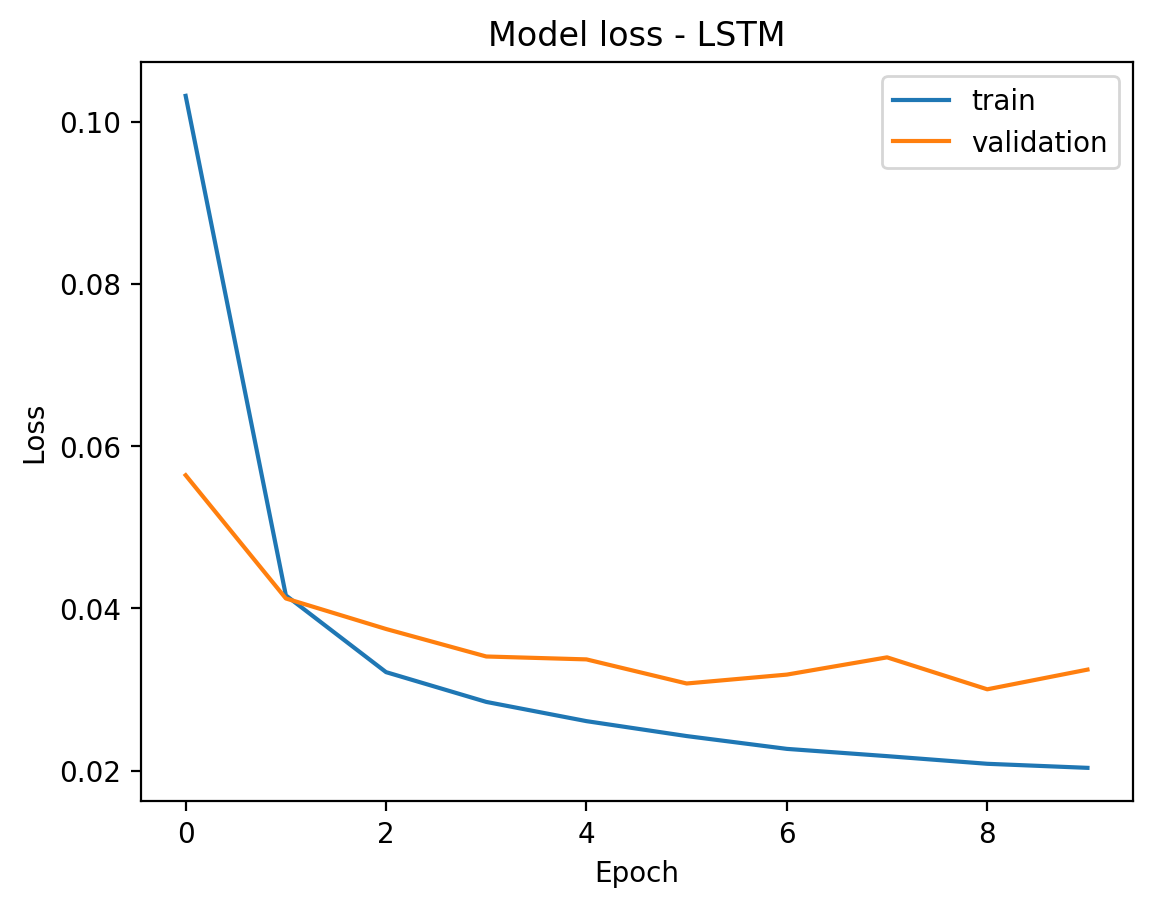 Model loss - LSTM
train
validation
0.10
0.08
0.06
0.04
0.02
Loss
0 2 4 6 8
Epoch